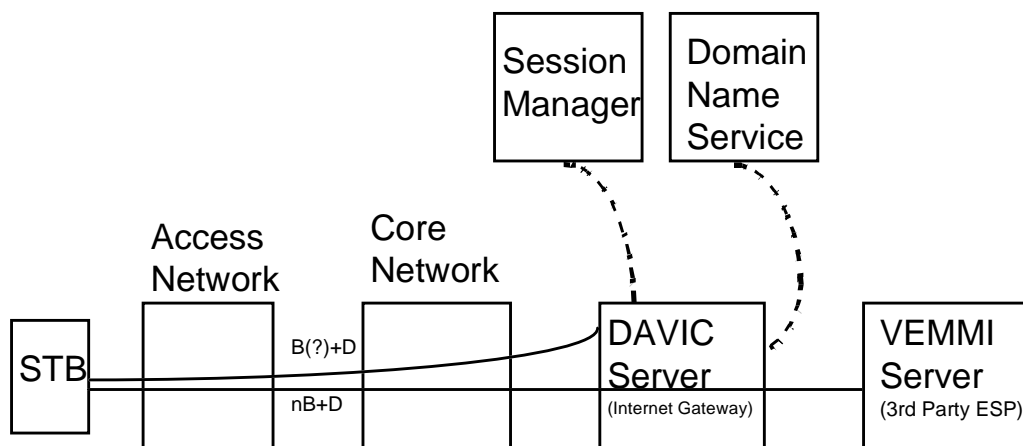 Session
Manager
Domain
Name
Service
Access
Network
Core
Network
STB
B(?)+D
nB+D
DAVIC
Server
(Internet Gateway)
VEMMI
Server
(3rd Party ESP)